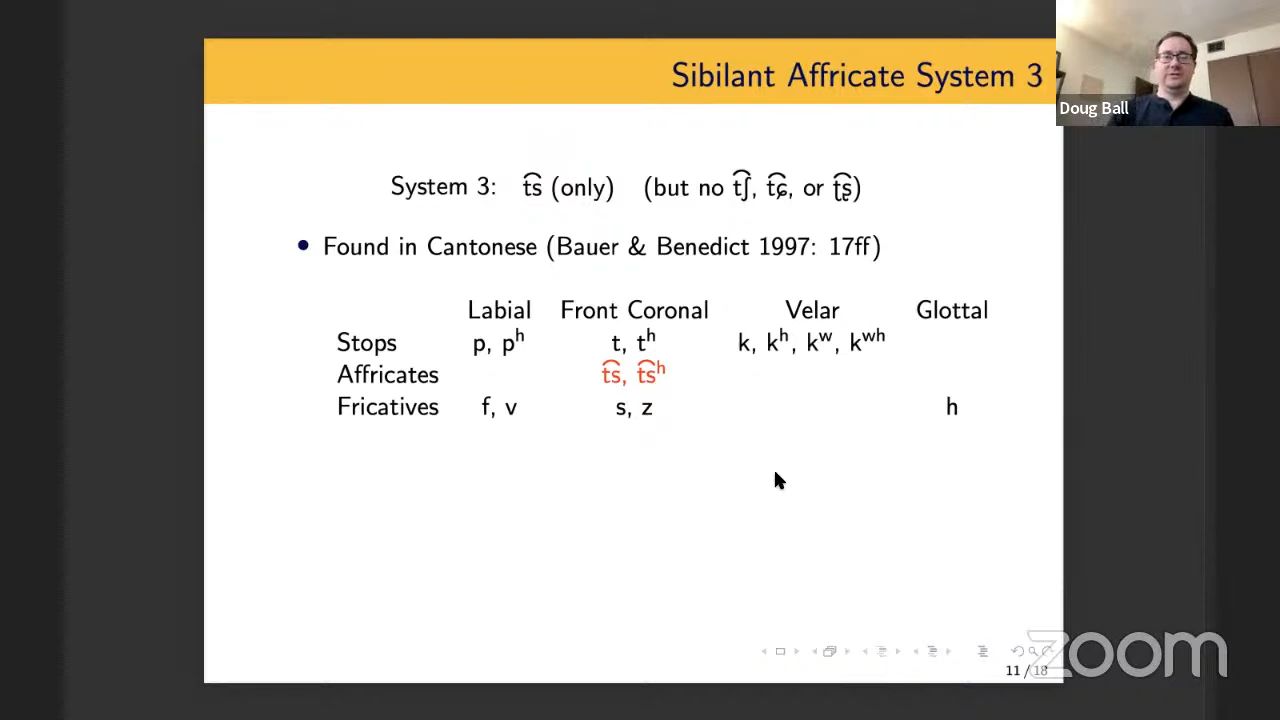 Sibilant Affricate System 3
Doug Ball
System 3: t͡s (only) (but no t͡ʃ, t͡ɕ, or ʈ͡ʂ)
• Found in Cantonese (Bauer & Benedict 1997: 17ff)
Labial Front Coronal Velar Glottal
Stops p, pʰ t, tʰ k, kʰ, kʷ, kʷʰ
Affricates t͡s, t͡sʰ
Fricatives f, v s, z h
zoom
11 / 18